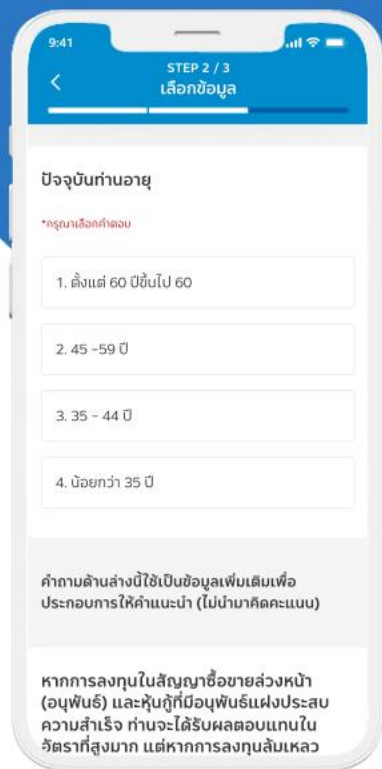 9:41
STEP 2 / 3
เลือกข้อมูล
ปัจจุบันท่านอายุ
*กรุณาเลือกคำตอบ
1. ตั้งแต่ 60 ปีขึ้นไป 60
2. 45 -59 ปี
3. 35 - 44 ปี
4. น้อยกว่า 35 ปี
คำถามด้านล่างนี้ใช้เป็นข้อมูลเพิ่มเติมเพื่อ
ประกอบการให้คำแนะนำ (ไม่นำมาคิดคะแนน)
หากการลงทุนในสัญญาซื้อขายล่วงหน้า
(อนุพันธ์) และหุ้นกู้ที่มีอนุพันธ์แฝงประสบ
ความสำเร็จ ท่านจะได้รับผลตอบแทนใน
อัตราที่สูงมาก แต่หากการลงทุนล้มเหลว